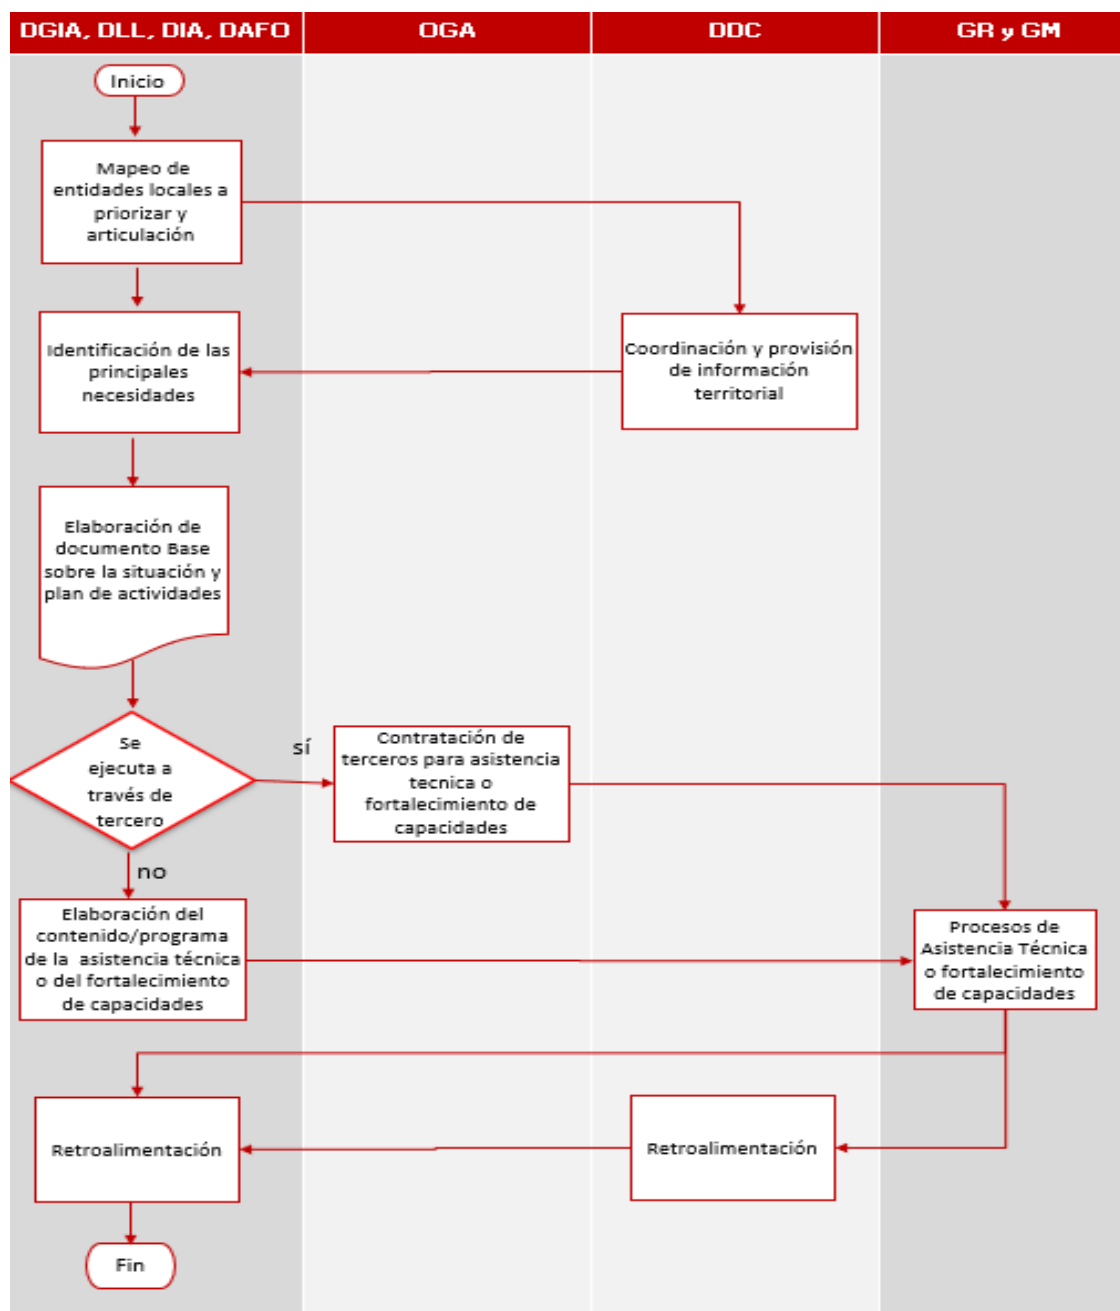 DGIA, DLL, DIA, DAFO
OGA
DDC
GR y GM
Inicio
Mapeo de
entidades locales a
priorizar y
articulación
Identificación de las
principales
necesidades
Coordinación y provisión
de información
territorial
Elaboración de
documento Base
sobre la situación y
plan de actividades
Se
ejecuta a
través de
tercero
sí
Contratación de
terceros para asistencia
tecnica o
fortalecimiento de
capacidades
no
Elaboración del
contenido/programa
de la asistencia técnica
o del fortalecimiento
de capacidades
Procesos de
Asistencia Técnica
o fortalecimiento
de capacidades
Retroalimentación
Retroalimentación
Fin